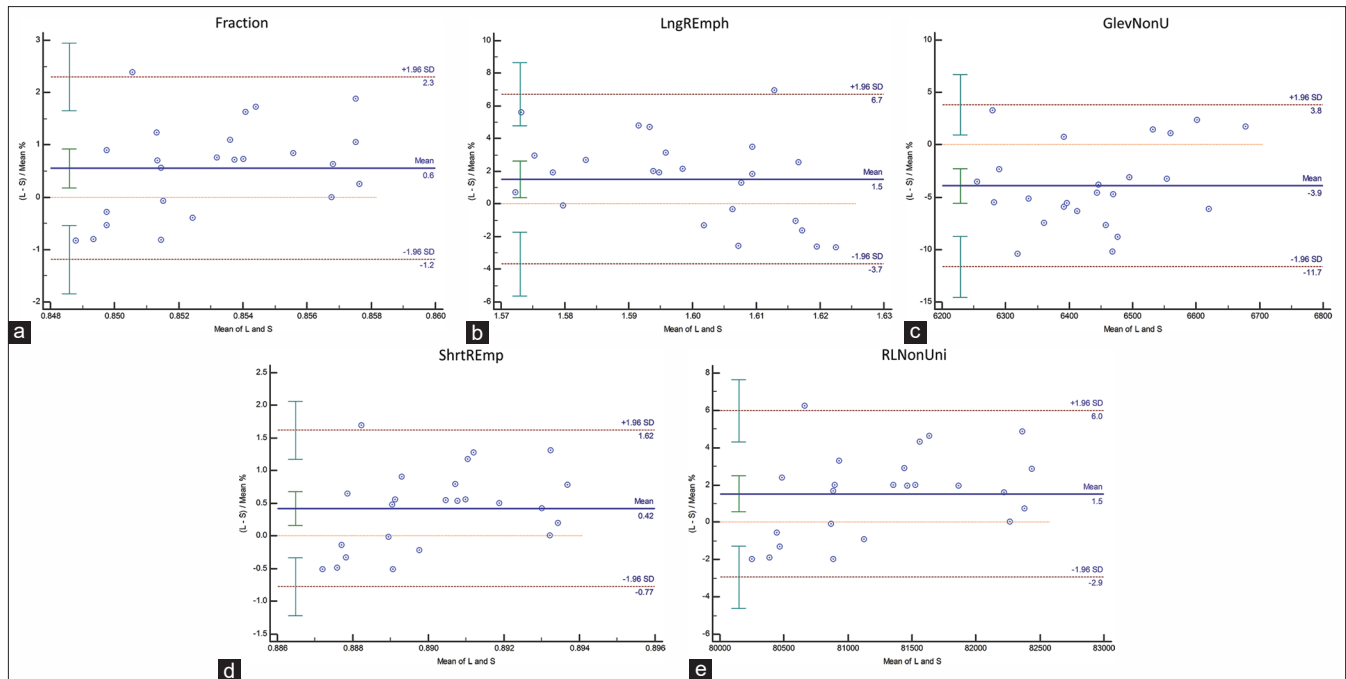 Fraction
3
2
1
0
-1
-2
(L - S) / Mean %
+1.96 SD
2.3
Mean
0.6
-1.96 SD
-1.2
0.848 0.850 0.852 0.854 0.856 0.858 0.860
Mean of L and S
a
LngREmph
10
8
6
4
2
0
-2
-4
-6
(L - S) / Mean %
+1.96 SD
6.7
Mean
1.5
-1.96 SD
-3.7
1.57 1.58 1.59 1.60 1.61 1.62 1.63
Mean of L and S
b
GlevNonU
10
5
0
-5
-10
-15
(L - S) / Mean %
+1.96 SD
3.8
Mean
-3.9
-1.96 SD
-11.7
6200 6300 6400 6500 6600 6700 6800
Mean of L and S
c
ShrtREmp
2.5
2.0
1.5
1.0
0.5
0.0
-0.5
-1.0
-1.5
(L - S) / Mean %
+1.96 SD
1.62
Mean
0.42
-1.96 SD
-0.77
0.886 0.888 0.890 0.892 0.894 0.896
Mean of L and S
d
RLNonUni
8
6
4
2
0
-2
-4
-6
(L - S) / Mean %
+1.96 SD
6.0
Mean
1.5
-1.96 SD
-2.9
80000 80500 81000 81500 82000 82500 83000
Mean of L and S
e